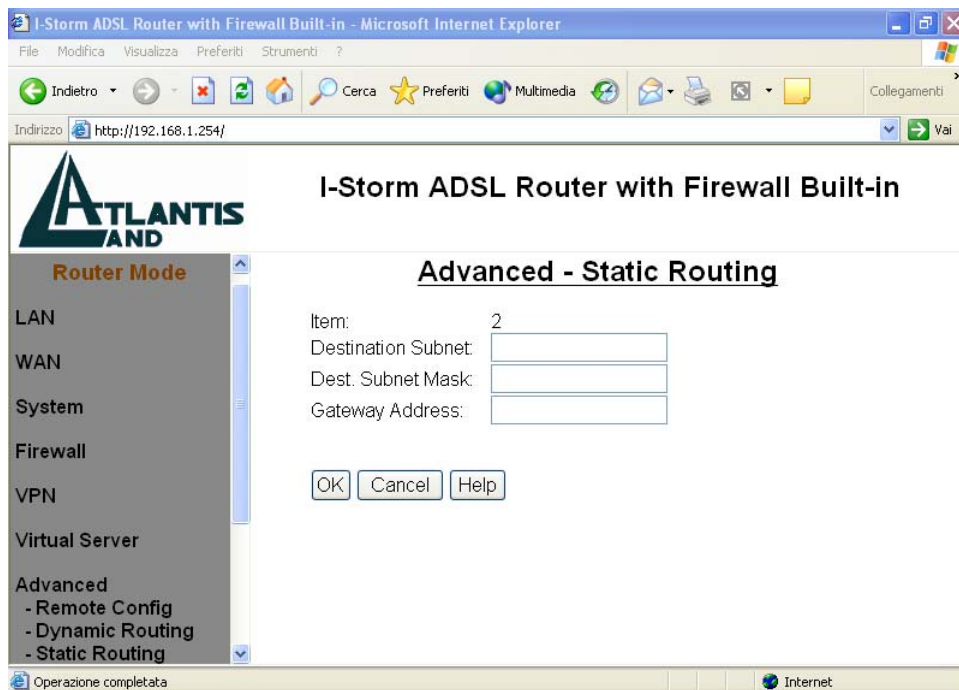 I-Storm ADSL Router with Firewall Built-in - Microsoft Internet Explorer
File Modifica Visualizza Preferiti Strumenti ?
Indietro Cerca Preferiti Multimedia Collegamenti
Indirizzo http://192.168.1.254/ Vai
ATLANTIS
LAND
I-Storm ADSL Router with Firewall Built-in
Router Mode
LAN
WAN
System
Firewall
VPN
Virtual Server
Advanced
- Remote Config
- Dynamic Routing
- Static Routing
Advanced - Static Routing
Item: 2
Destination Subnet:
Dest. Subnet Mask:
Gateway Address:
OK Cancel Help
Operazione completata Internet